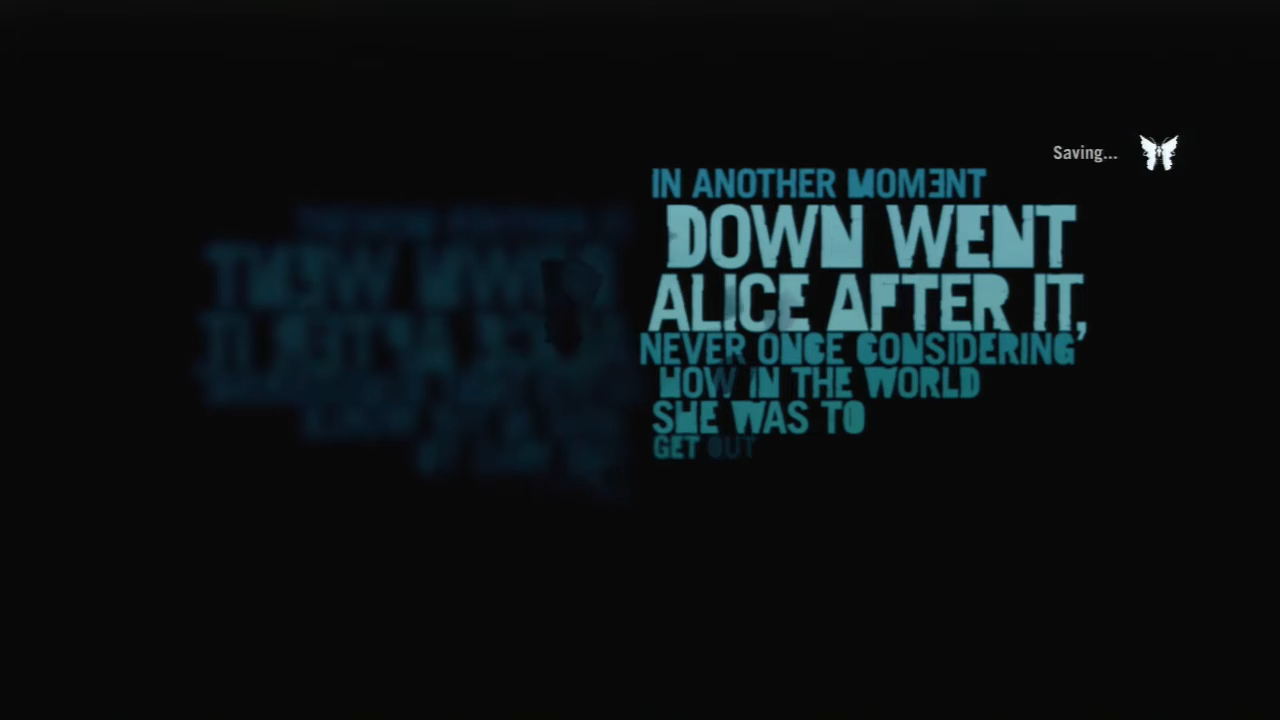 Saving...
IN ANOTHER MOMENT
DOWN WENT
ALICE AFTER IT,
NEVER ONCE CONSIDERING
HOW IN THE WORLD
SHE WAS TO
GET OUT